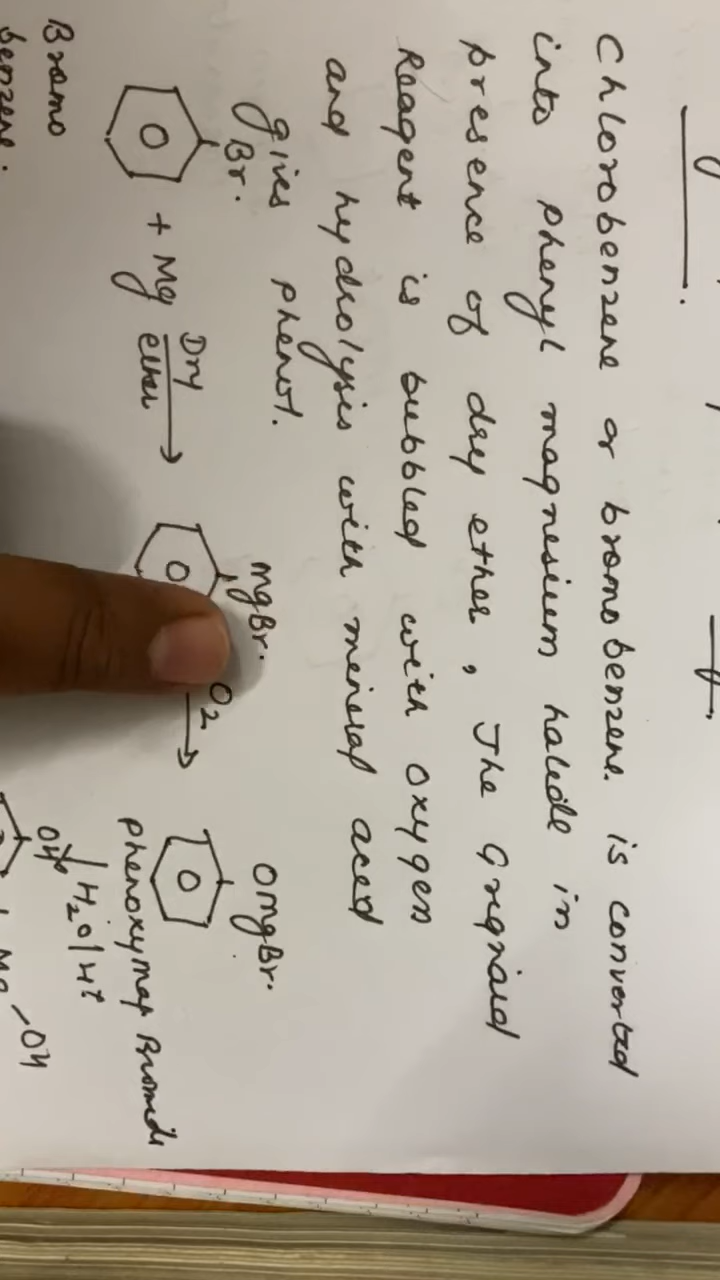 Chlorobenzene or bromobenzene. is converted
into phenyl magnesium halide in
presence of dry ether, The Grignard
Reagent is bubbled with oxygen
and hydrolysis with mineral acid
gives phenol.
Br. MgBr. OMgBr.
+ Mg Dry ether O2
Bromo benzene. phenoxymag Bromide
H2O/H+
OH Mg OH